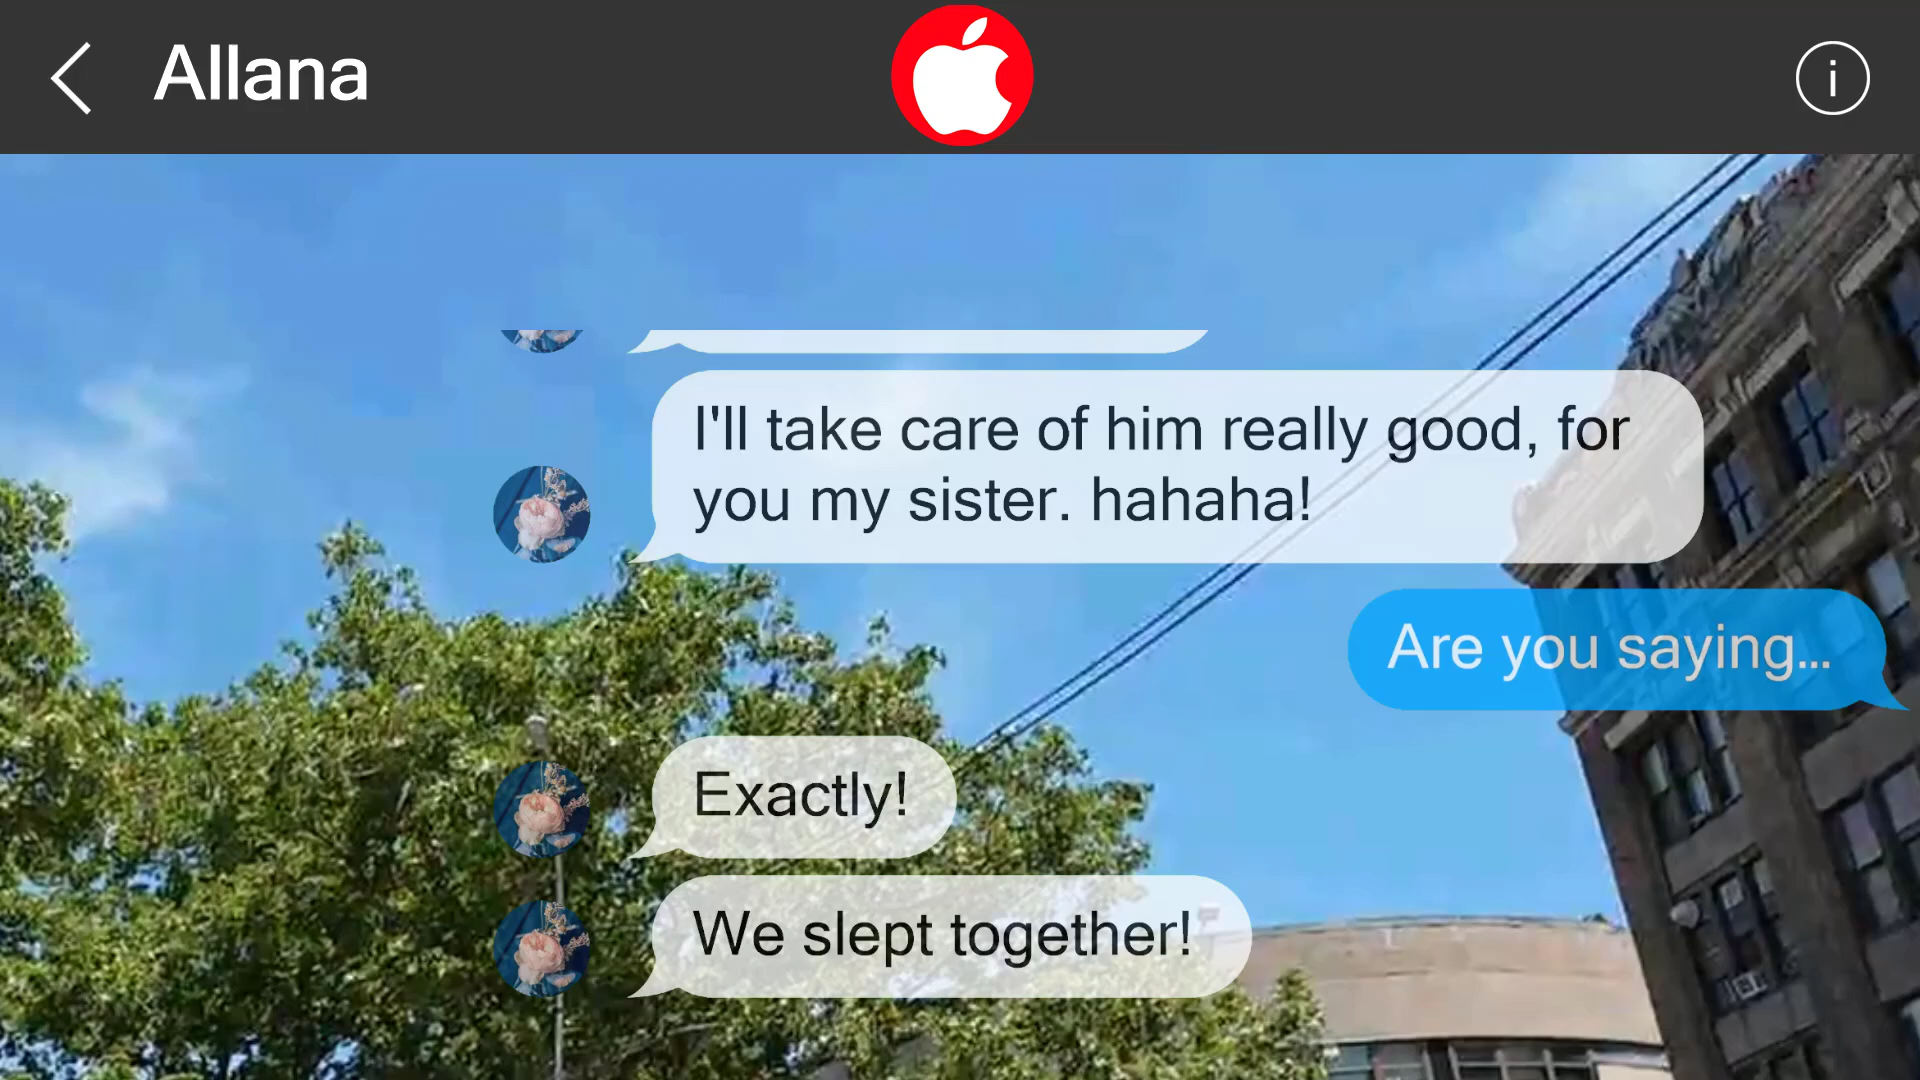 Allana
I'll take care of him really good, for
you my sister. hahaha!
Are you saying...
Exactly!
We slept together!